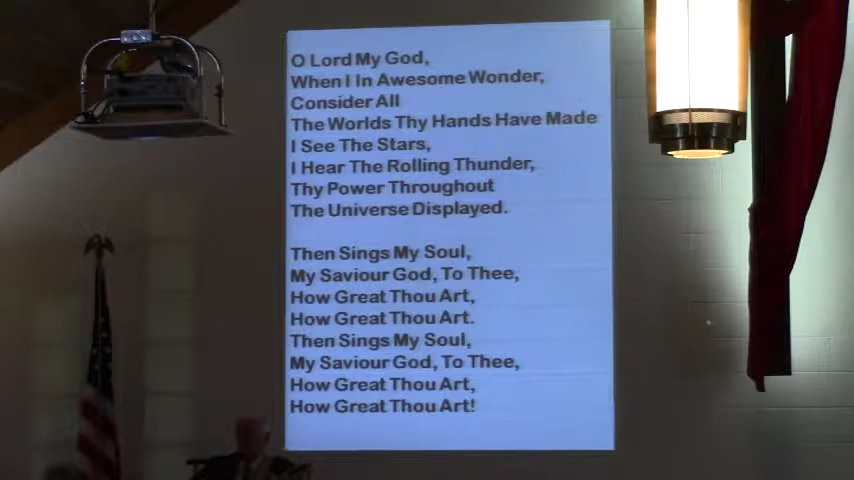 O Lord My God,
When I In Awesome Wonder,
Consider All
The Worlds Thy Hands Have Made
I See The Stars,
I Hear The Rolling Thunder,
Thy Power Throughout
The Universe Displayed.
Then Sings My Soul,
My Saviour God, To Thee,
How Great Thou Art,
How Great Thou Art.
Then Sings My Soul,
My Saviour God, To Thee,
How Great Thou Art,
How Great Thou Art!